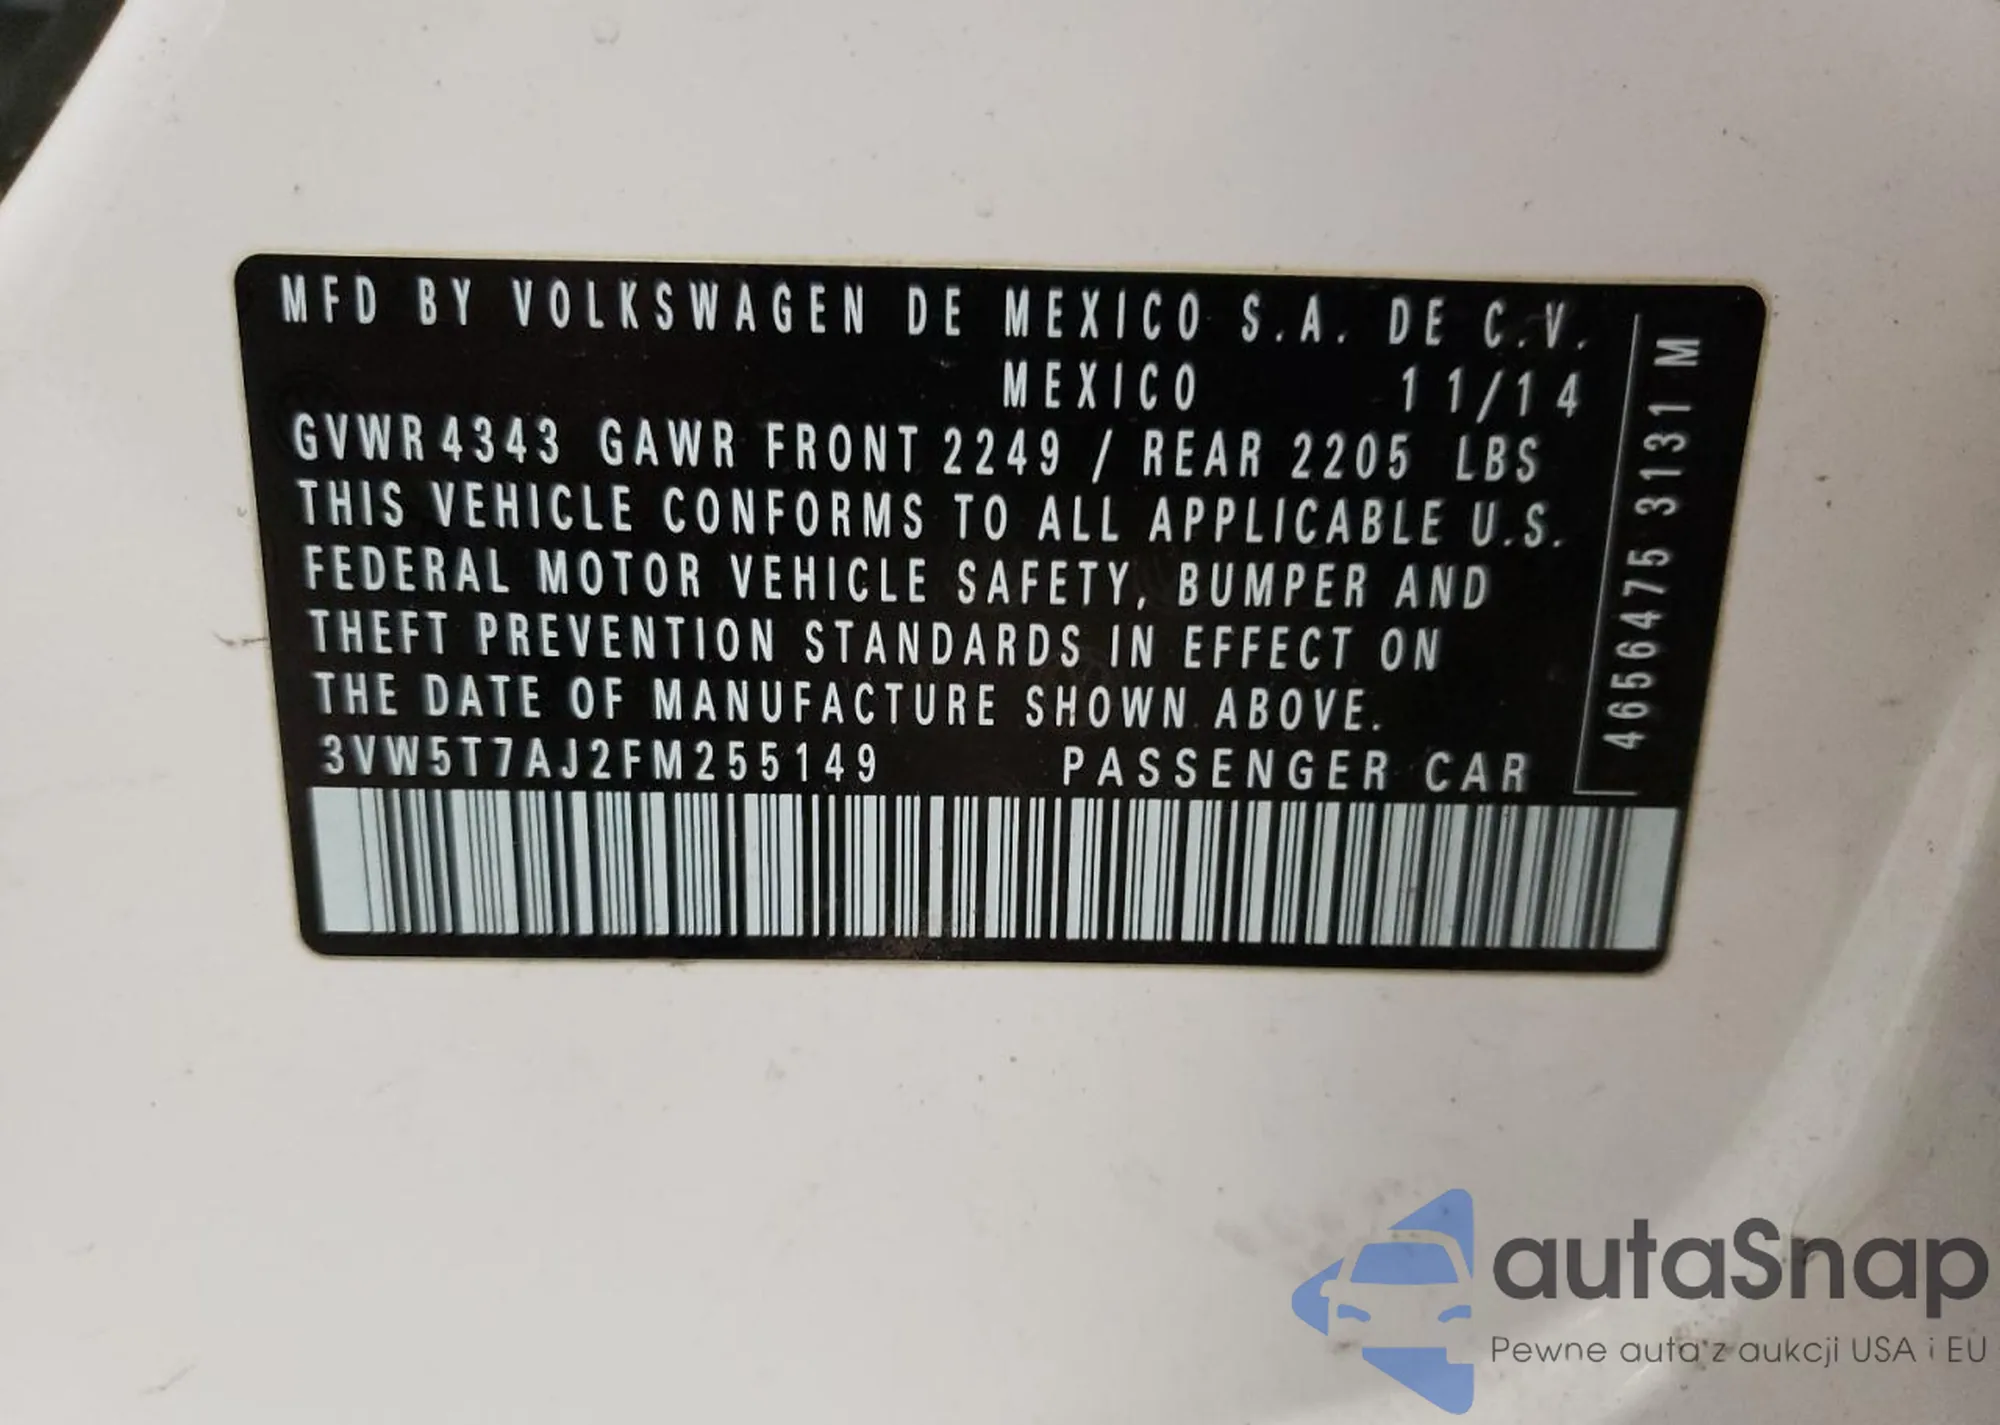 MFD BY VOLKSWAGEN DE MEXICO S.A. DE C.V.
MEXICO 11/14
GVWR 4343 GAWR FRONT 2249 / REAR 2205 LBS
THIS VEHICLE CONFORMS TO ALL APPLICABLE U.S.
FEDERAL MOTOR VEHICLE SAFETY, BUMPER AND
THEFT PREVENTION STANDARDS IN EFFECT ON
THE DATE OF MANUFACTURE SHOWN ABOVE.
3VW5T7AJ2FM255149 PASSENGER CAR
4656475 3131 M
autaSnap
Pewne auta z aukcji USA i EU